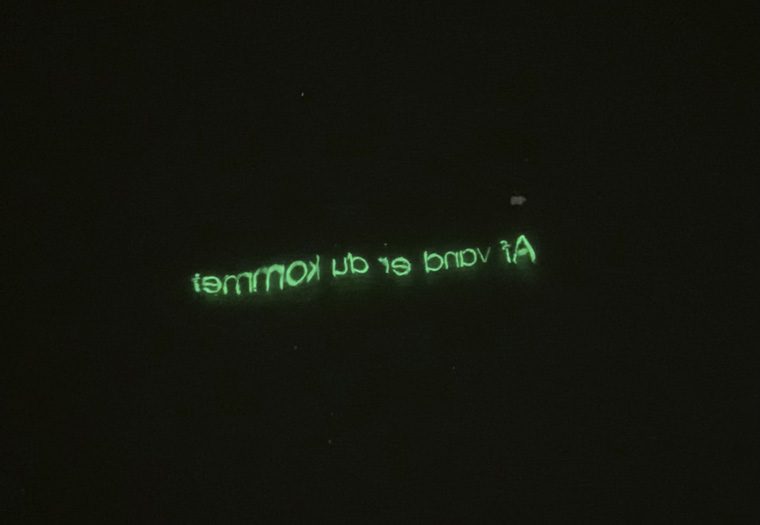 Af vand er du kommet